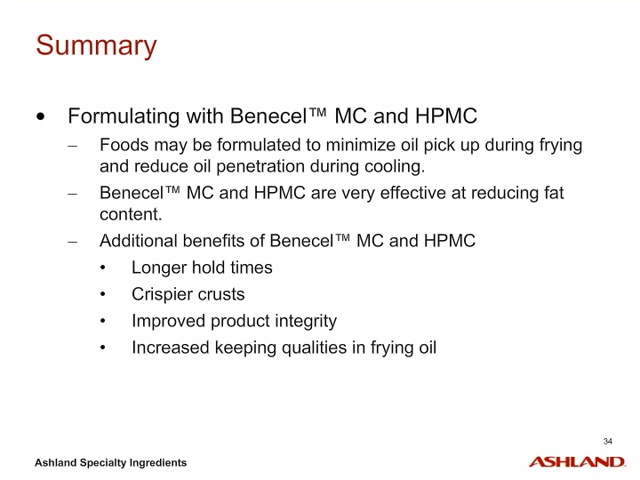 Summary
• Formulating with Benecel™ MC and HPMC
– Foods may be formulated to minimize oil pick up during frying
and reduce oil penetration during cooling.
– Benecel™ MC and HPMC are very effective at reducing fat
content.
– Additional benefits of Benecel™ MC and HPMC
• Longer hold times
• Crispier crusts
• Improved product integrity
• Increased keeping qualities in frying oil
34
Ashland Specialty Ingredients
ASHLAND